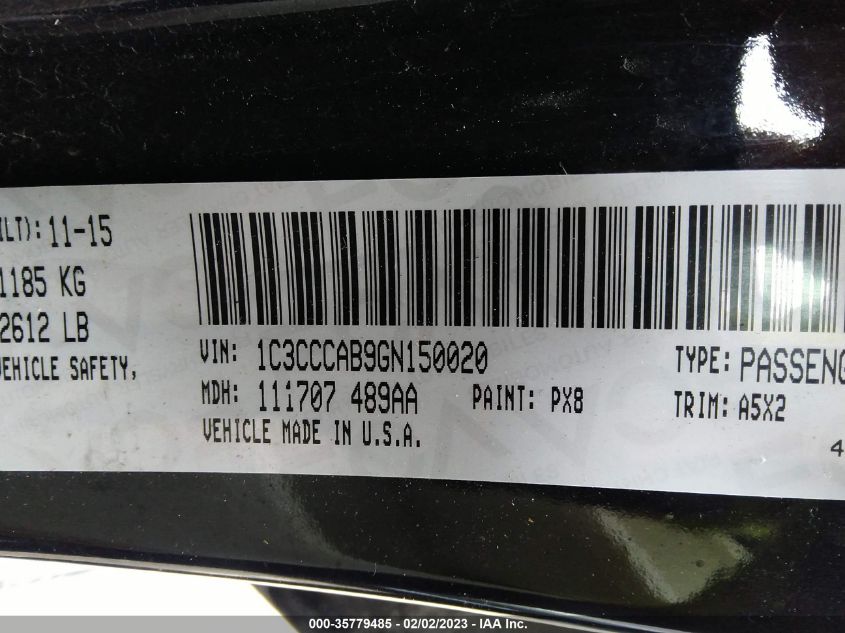 ILT): 11-15
1185 KG
2612 LB
VEHICLE SAFETY,
VIN: 1C3CCCAB9GN150020 TYPE: PASSENG
MDH: 111707 489AA PAINT: PX8 TRIM: A5X2
VEHICLE MADE IN U.S.A.
4
000-35779485 - 02/02/2023 - IAA Inc.